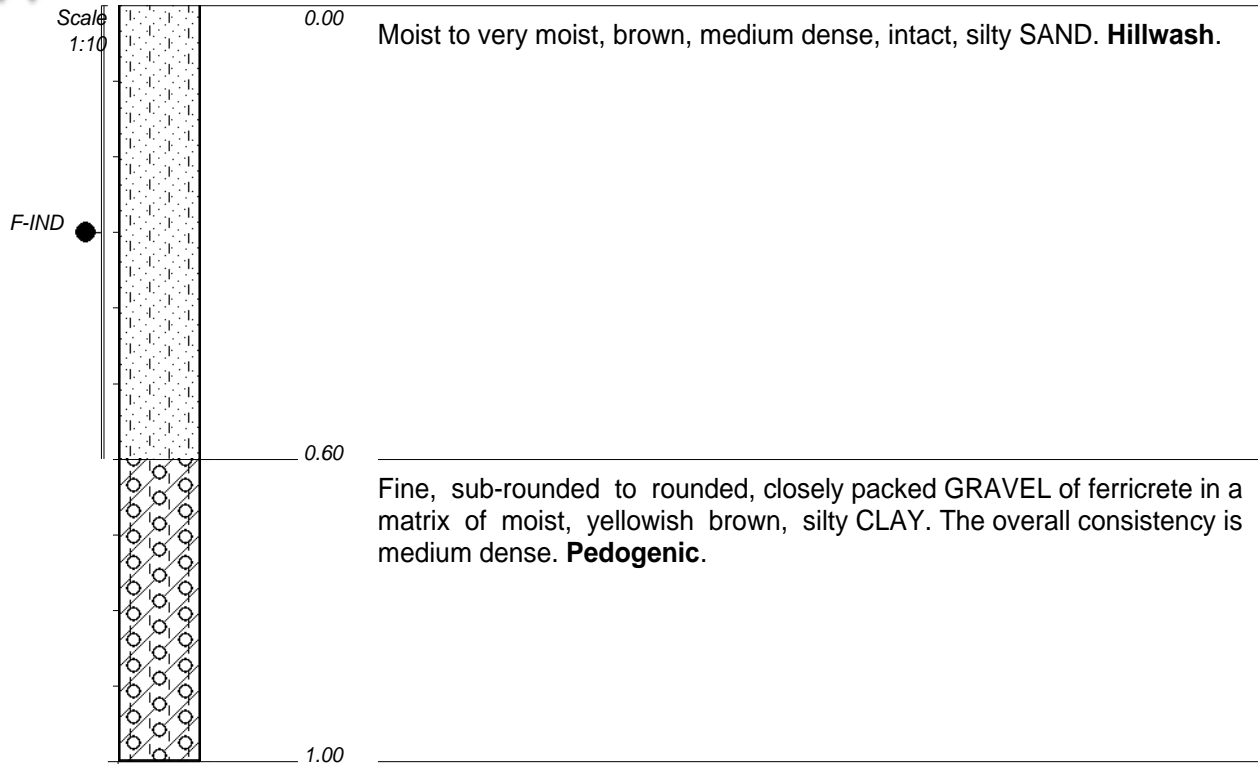 Scale
1:10
0.00
Moist to very moist, brown, medium dense, intact, silty SAND. Hillwash.
F-IND
0.60
Fine, sub-rounded to rounded, closely packed GRAVEL of ferricrete in a
matrix of moist, yellowish brown, silty CLAY. The overall consistency is
medium dense. Pedogenic.
1.00